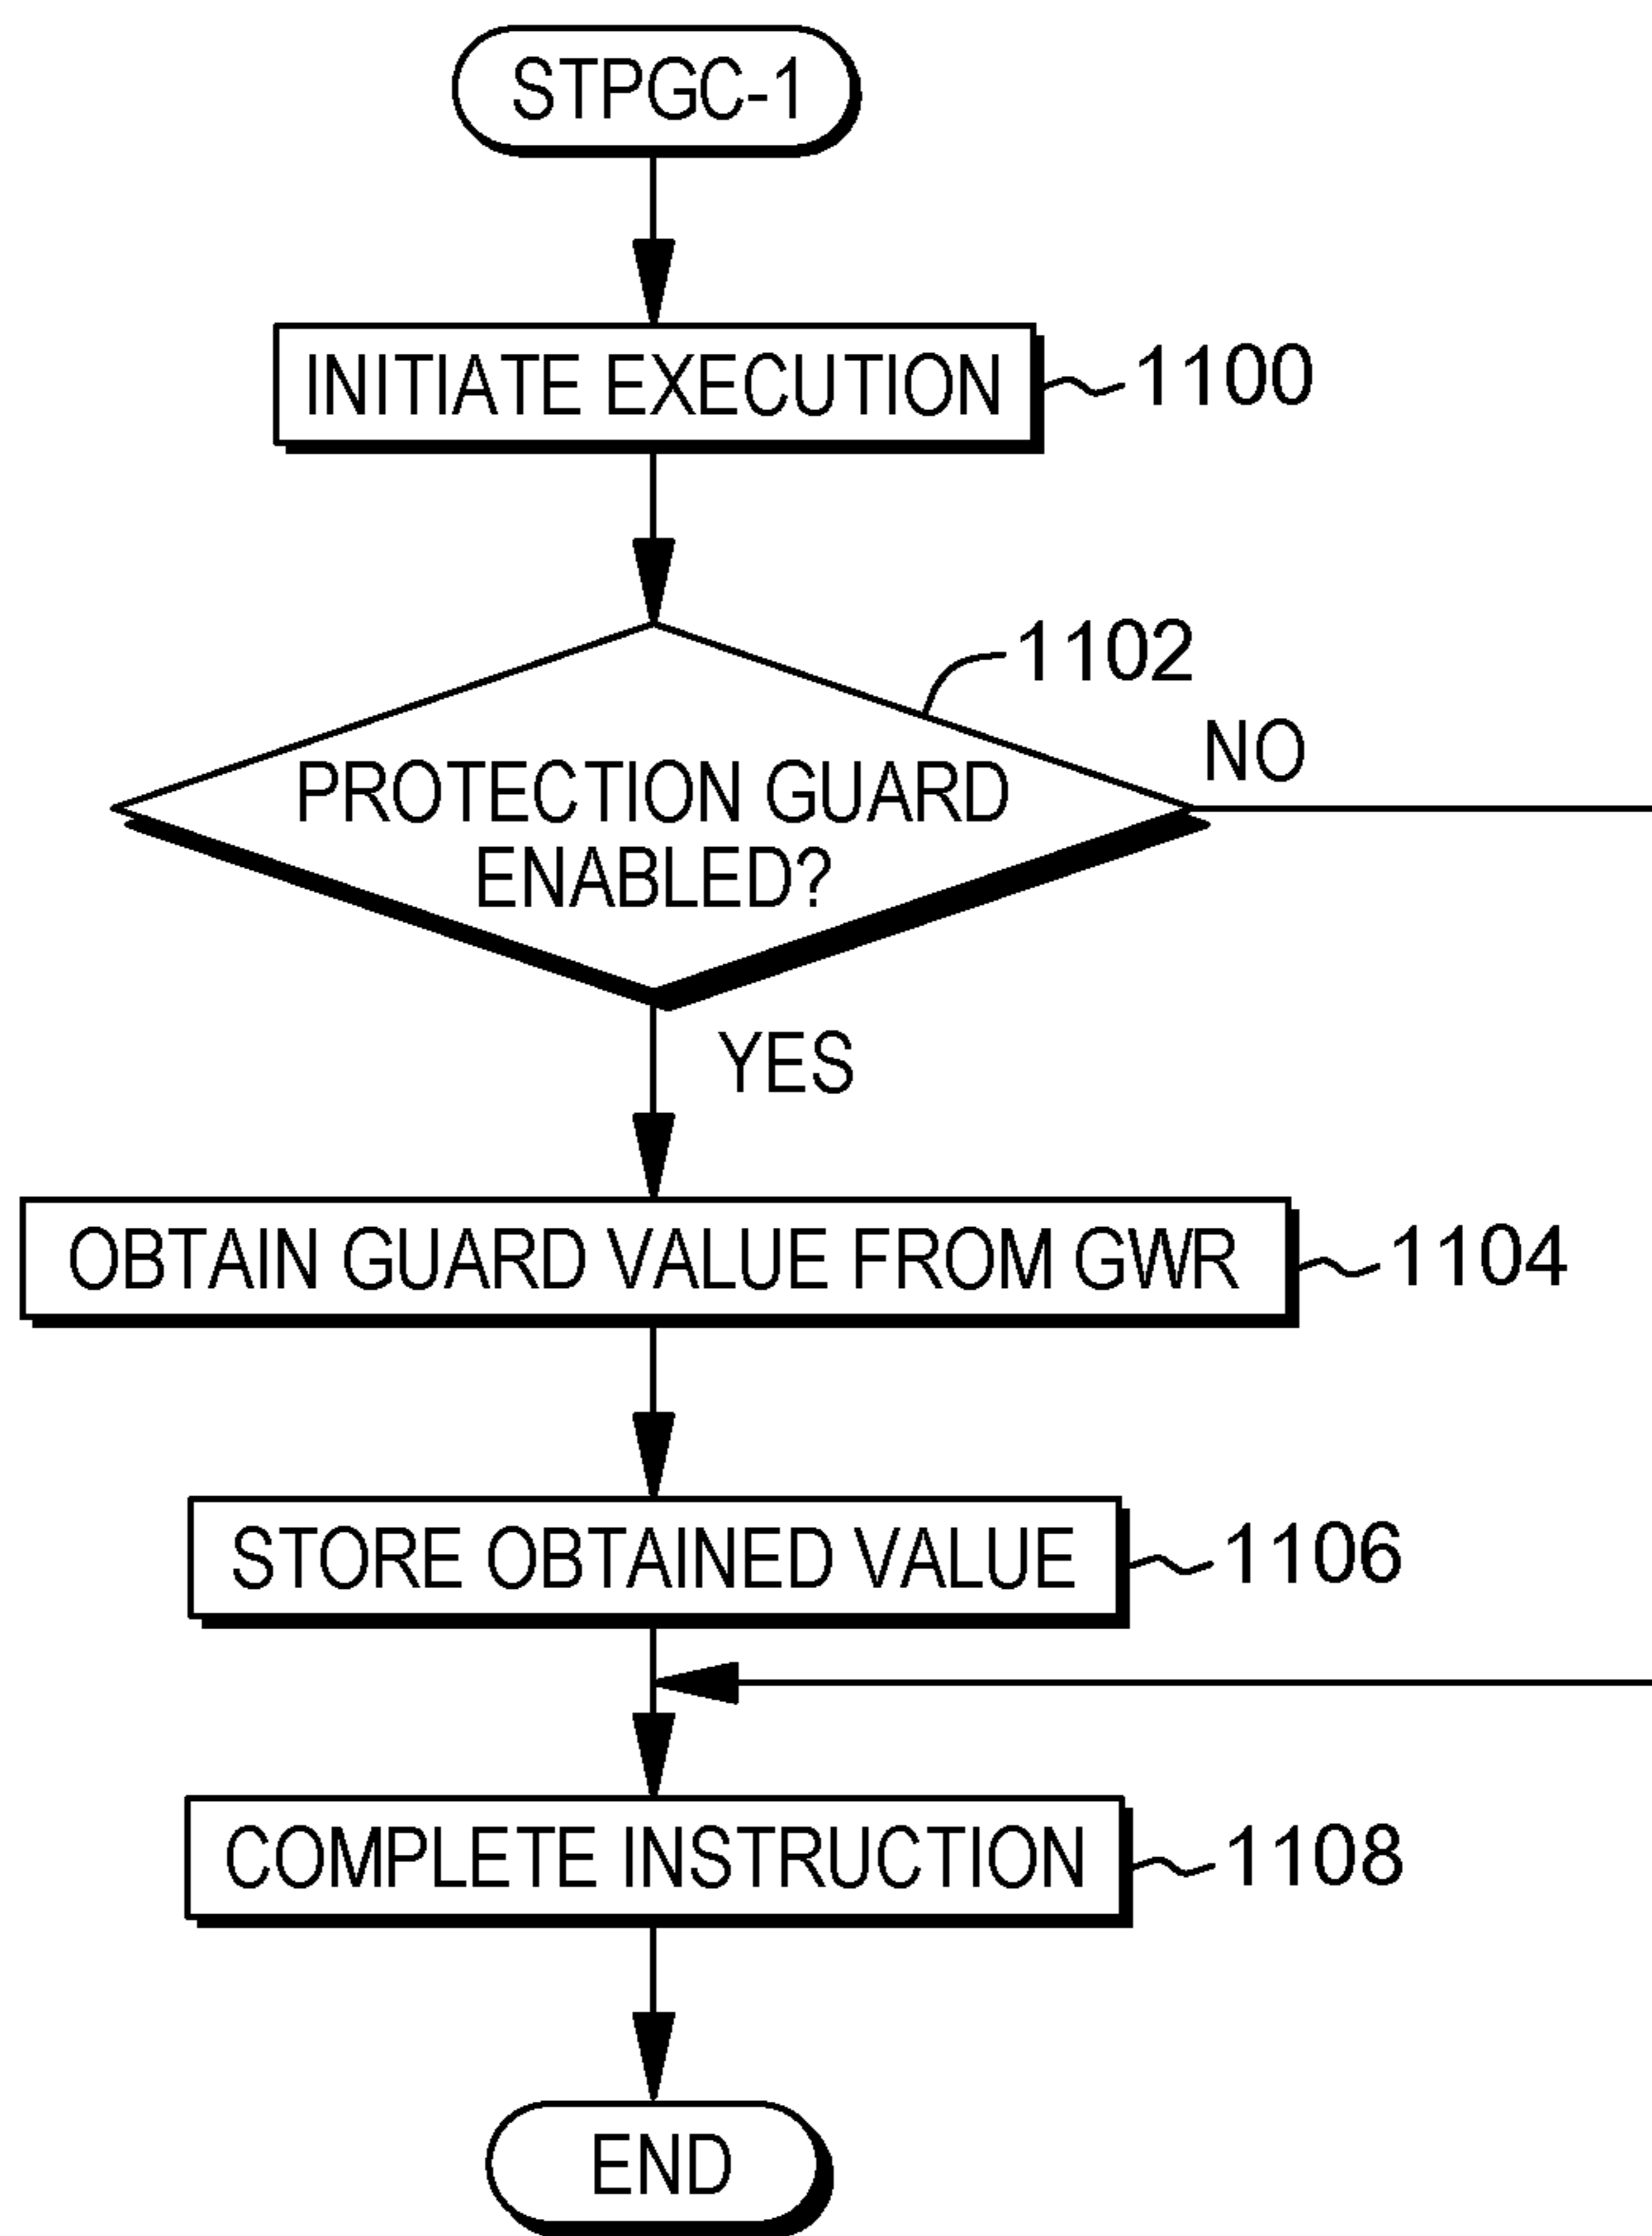 STPGC-1
INITIATE EXECUTION
1100
1102
NO
PROTECTION GUARD
ENABLED?
YES
OBTAIN GUARD VALUE FROM GWR
1104
STORE OBTAINED VALUE
1106
COMPLETE INSTRUCTION
1108
END